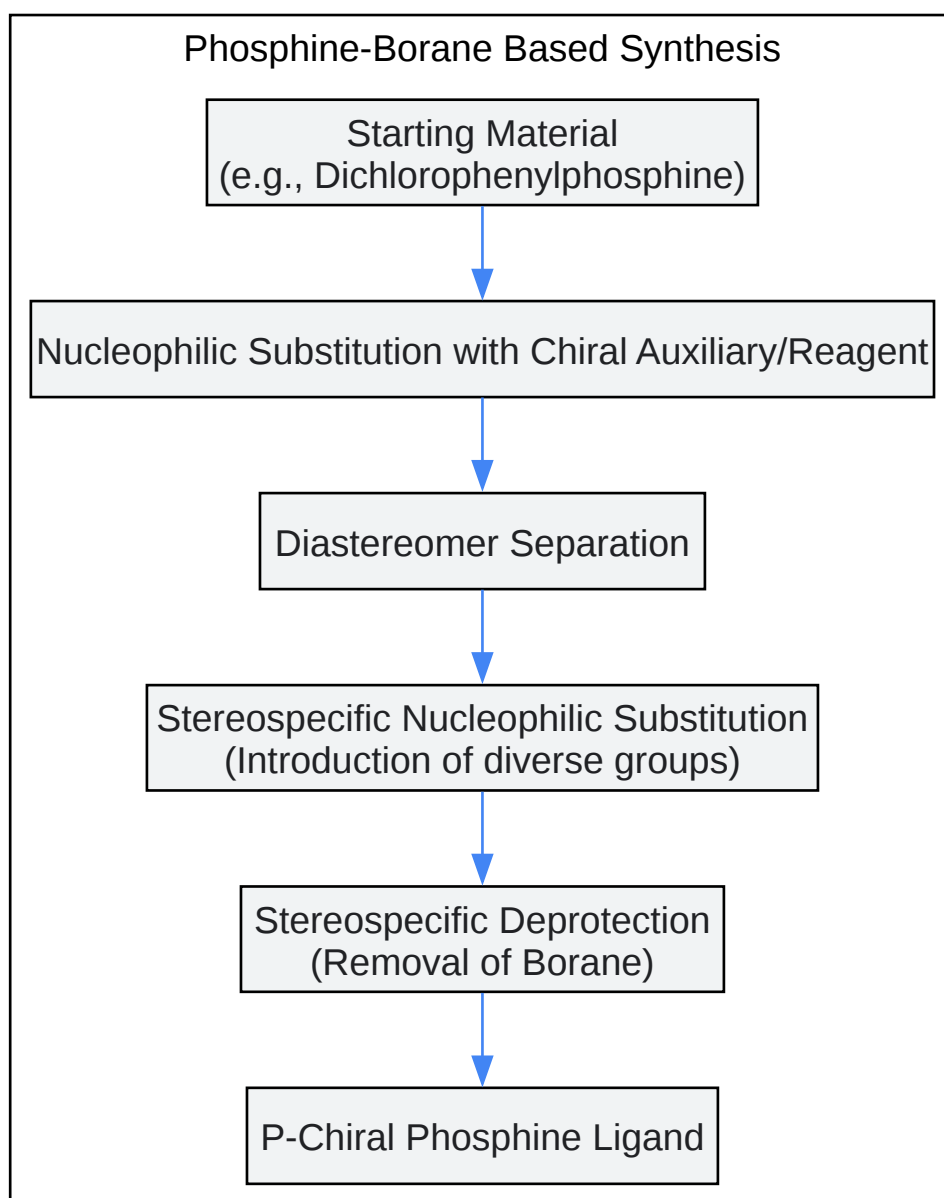 Phosphine-Borane Based Synthesis
Starting Material
(e.g., Dichlorophenylphosphine)
Nucleophilic Substitution with Chiral Auxiliary/Reagent
Diastereomer Separation
Stereospecific Nucleophilic Substitution
(Introduction of diverse groups)
Stereospecific Deprotection
(Removal of Borane)
P-Chiral Phosphine Ligand